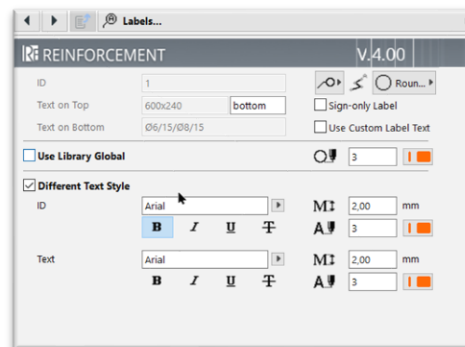 Labels...
REINFORCEMENT V.4.00
ID 1 Roun...
Text on Top 600x240 bottom Sign-only Label
Text on Bottom Ø6/15/Ø8/15 Use Custom Label Text
Use Library Global 3
Different Text Style
ID Arial 2,00 mm
B I U T A 3
Text Arial 2,00 mm
B I U T A 3